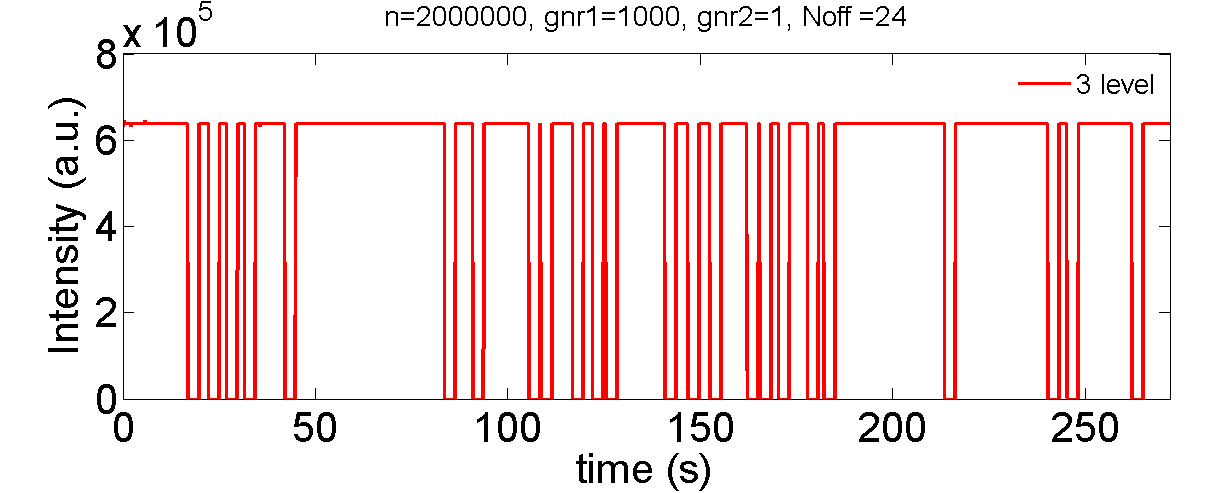 n=2000000, gnr1=1000, gnr2=1, Noff =24
x 10^5
3 level
8
6
4
2
0
Intensity (a.u.)
0 50 100 150 200 250
time (s)